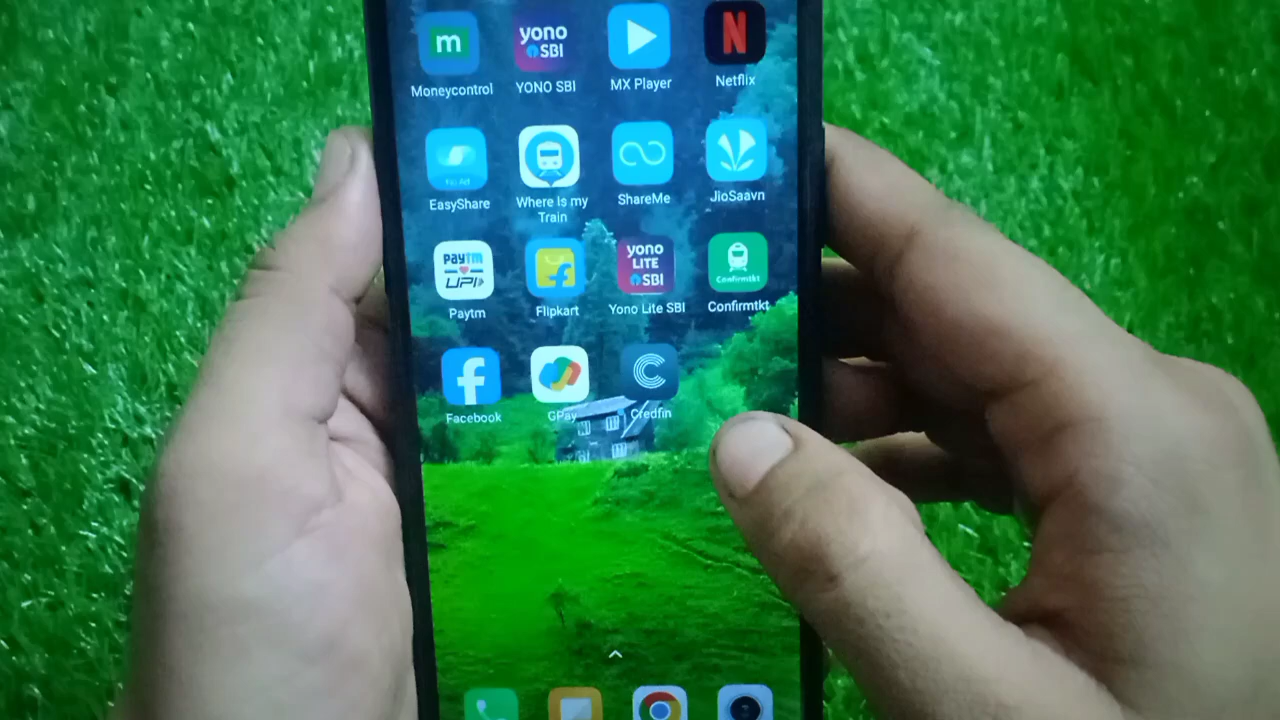 m
yono
SBI
N
Moneycontrol
YONO SBI
MX Player
Netflix
EasyShare
Where is my
Train
ShareMe
JioSaavn
Paytm
UPI
yono
LITE
SBI
Confirmtkt
Paytm
Flipkart
Yono Lite SBI
Confirmtkt
f
Facebook
GPay
Credfin